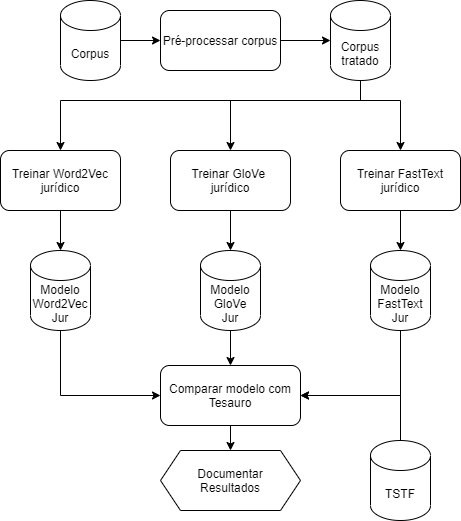 Corpus
Pré-processar corpus
Corpus
tratado
Treinar Word2Vec
jurídico
Treinar GloVe
jurídico
Treinar FastText
jurídico
Modelo
Word2Vec
Jur
Modelo
GloVe
Jur
Modelo
FastText
Jur
Comparar modelo com
Tesauro
Documentar
Resultados
TSTF